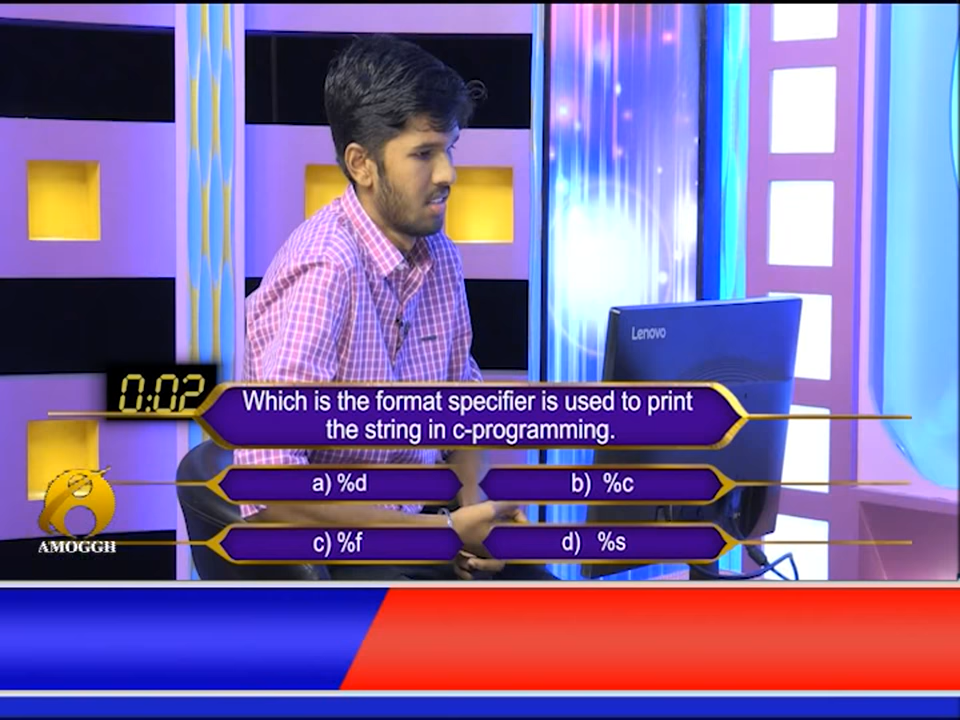 Lenovo
0:02
Which is the format specifier is used to print
the string in c-programming.
a) %d
b) %c
c) %f
d) %s
AMOGGH